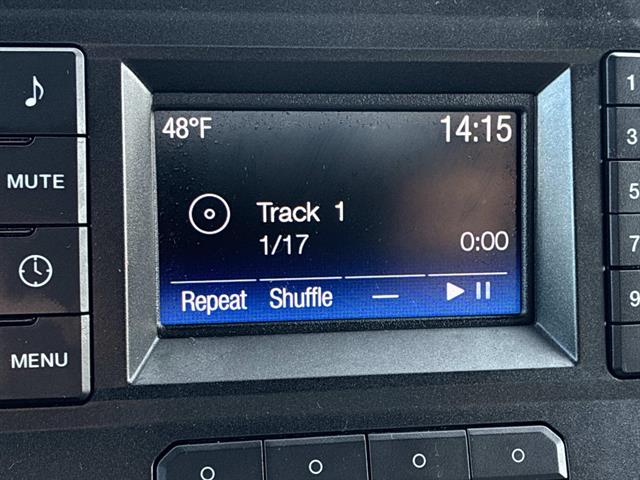 48°F 14:15
Track 1
1/17 0:00
Repeat Shuffle —
MUTE
MENU
1
3
5
7
9